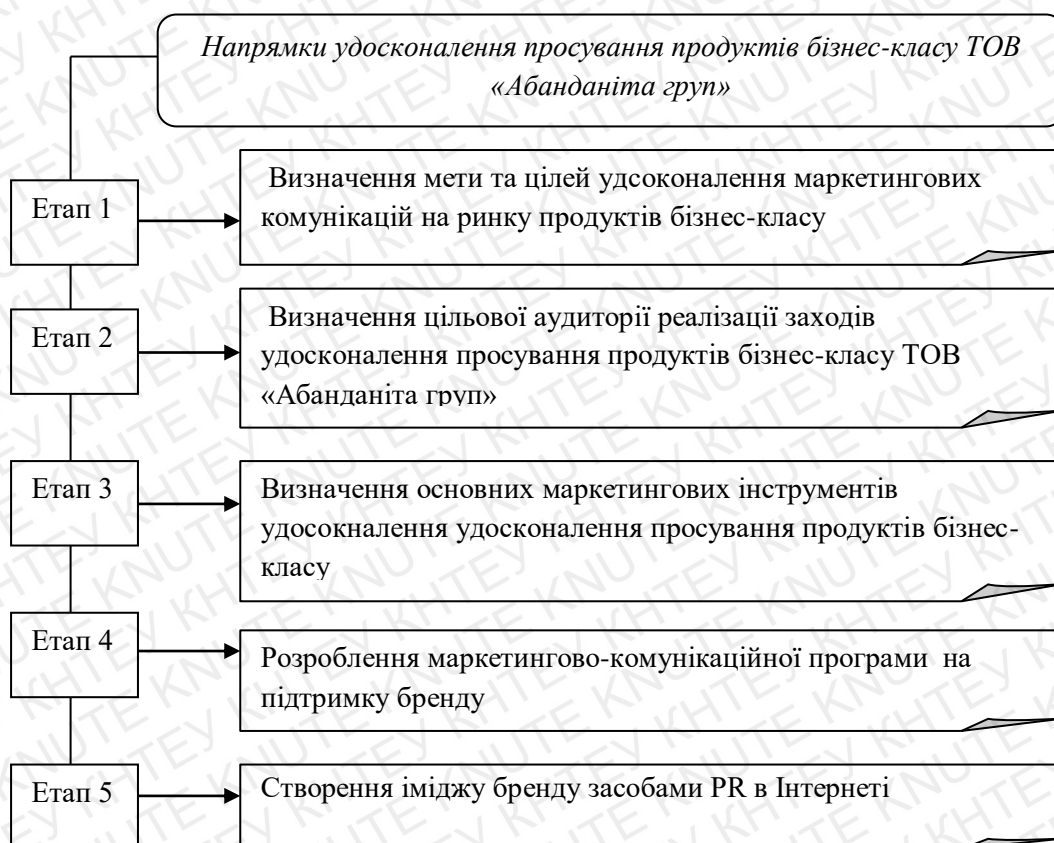 Напрямки удосконалення просування продуктів бізнес-класу ТОВ
«Абанданіта груп»
Етап 1
Визначення мети та цілей удсоконалення маркетингових
комунікацій на ринку продуктів бізнес-класу
Етап 2
Визначення цільової аудиторії реалізації заходів
удосконалення просування продуктів бізнес-класу ТОВ
«Абанданіта груп»
Етап 3
Визначення основних маркетингових інструментів
удосокналення удосконалення просування продуктів бізнес-
класу
Етап 4
Розроблення маркетингово-комунікаційної програми на
підтримку бренду
Етап 5
Створення іміджу бренду засобами PR в Інтернеті